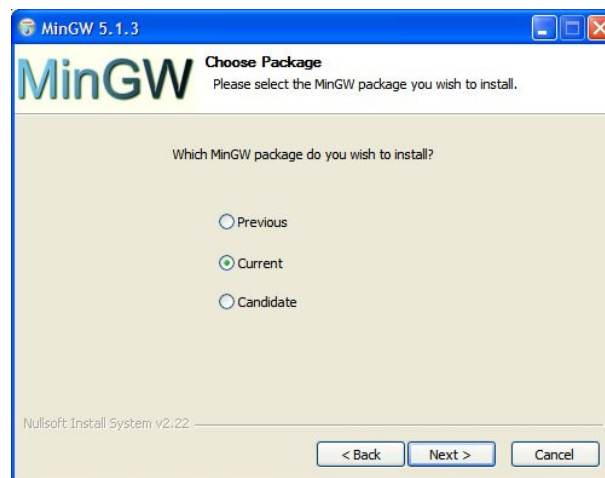 MinGW 5.1.3
MinGW
Choose Package
Please select the MinGW package you wish to install.
Which MinGW package do you wish to install?
Previous
Current
Candidate
Nullsoft Install System v2.22
< Back
Next >
Cancel